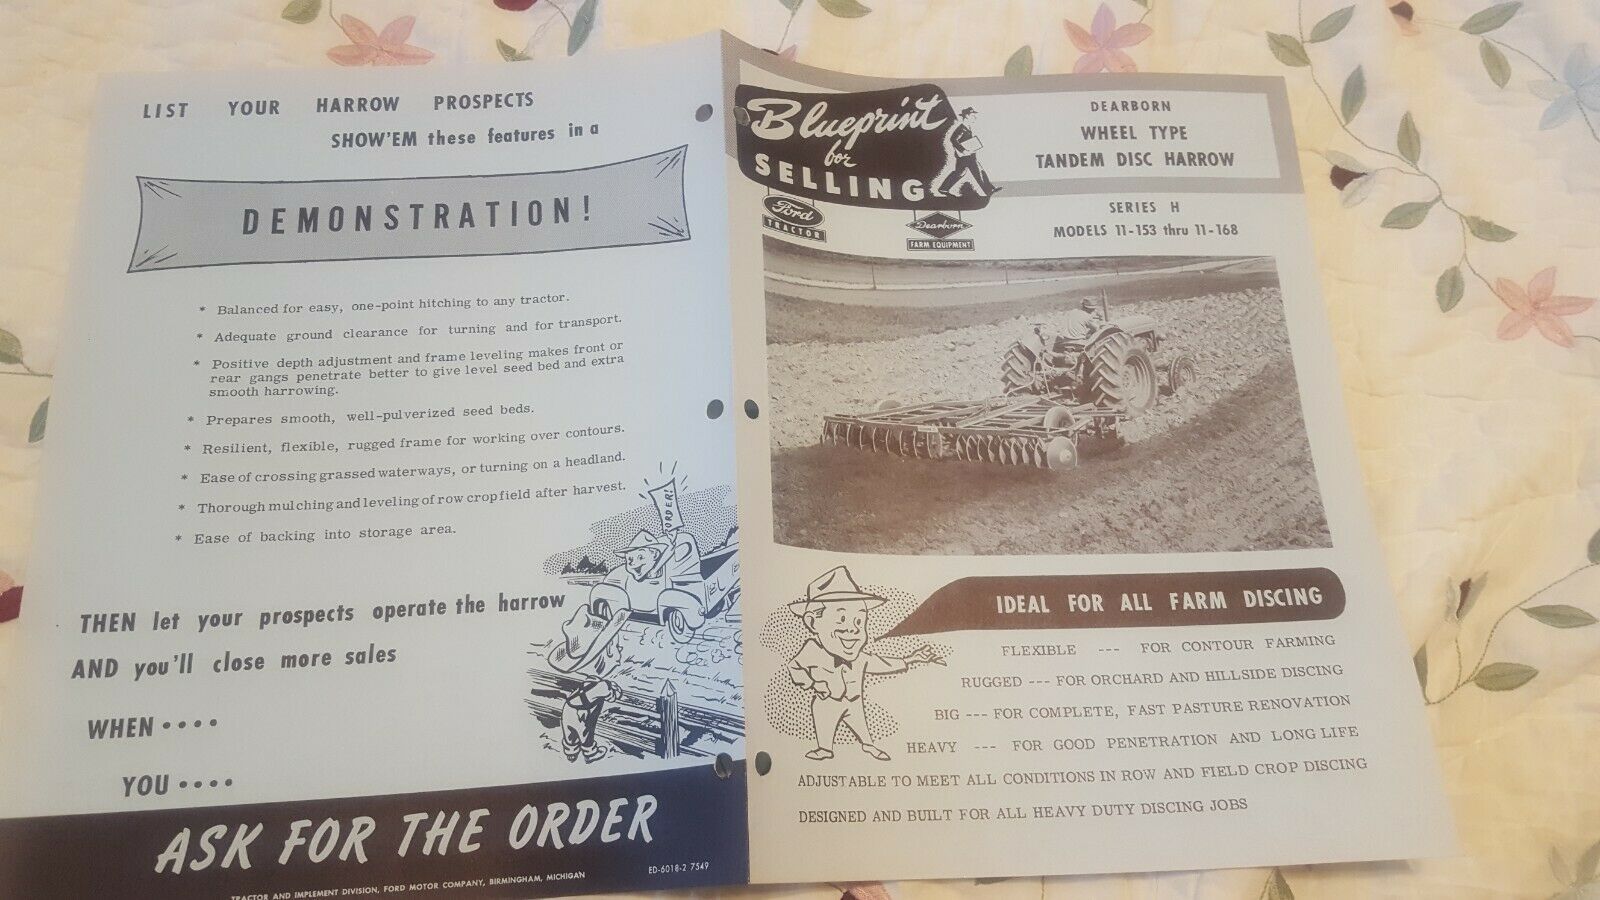 LIST YOUR HARROW PROSPECTS
SHOW'EM these features in a
DEMONSTRATION!
* Balanced for easy, one-point hitching to any tractor.
* Adequate ground clearance for turning and for transport.
* Positive depth adjustment and frame leveling makes front or
rear gangs penetrate better to give level seed bed and extra
smooth harrowing.
* Prepares smooth, well-pulverized seed beds.
* Resilient, flexible, rugged frame for working over contours.
* Ease of crossing grassed waterways, or turning on a headland.
* Thorough mulching and leveling of row crop field after harvest.
* Ease of backing into storage area.
ORDER!
THEN let your prospects operate the harrow
AND you'll close more sales
WHEN ••••
YOU ••••
ASK FOR THE ORDER
ED-6018-2 7549
TRACTOR AND IMPLEMENT DIVISION, FORD MOTOR COMPANY, BIRMINGHAM, MICHIGAN
Blueprint
for
SELLING
Ford
TRACTOR
Dearborn
FARM EQUIPMENT
DEARBORN
WHEEL TYPE
TANDEM DISC HARROW
SERIES H
MODELS 11-153 thru 11-168
IDEAL FOR ALL FARM DISCING
FLEXIBLE --- FOR CONTOUR FARMING
RUGGED --- FOR ORCHARD AND HILLSIDE DISCING
BIG --- FOR COMPLETE, FAST PASTURE RENOVATION
HEAVY --- FOR GOOD PENETRATION AND LONG LIFE
ADJUSTABLE TO MEET ALL CONDITIONS IN ROW AND FIELD CROP DISCING
DESIGNED AND BUILT FOR ALL HEAVY DUTY DISCING JOBS